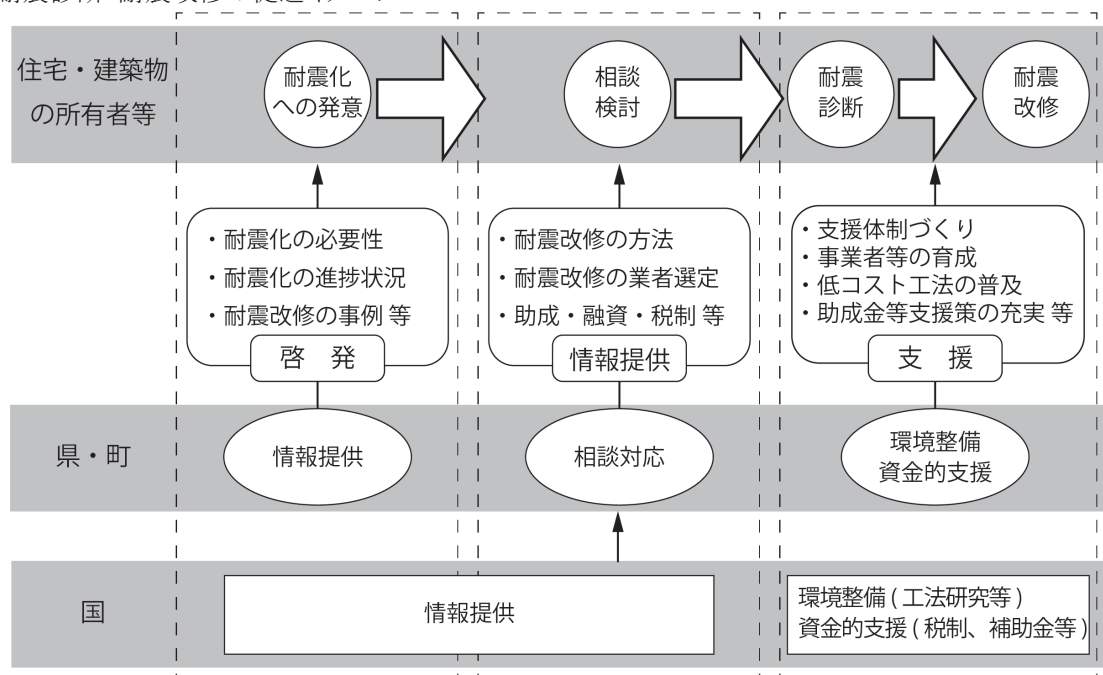 住宅・建築物
の所有者等
耐震化
への発意
相談
検討
耐震
診断
耐震
改修
・耐震化の必要性
・耐震化の進捗状況
・耐震改修の事例 等
啓　発
・耐震改修の方法
・耐震改修の業者選定
・助成・融資・税制 等
情報提供
・支援体制づくり
・事業者等の育成
・低コスト工法の普及
・助成金等支援策の充実 等
支　援
県・町
情報提供
相談対応
環境整備
資金的支援
国
情報提供
環境整備 ( 工法研究等 )
資金的支援 ( 税制、補助金等 )